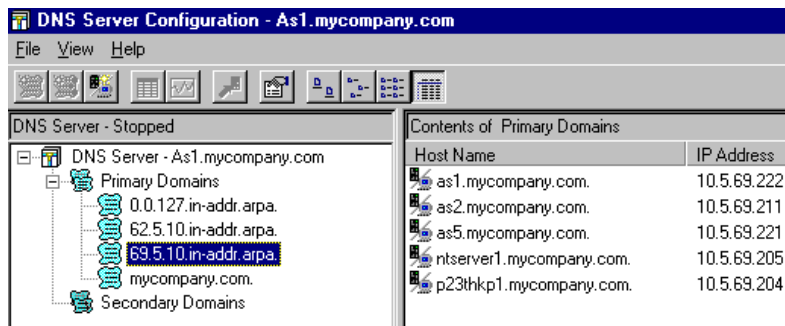 DNS Server Configuration - As1.mycompany.com
File View Help
DNS Server - Stopped
DNS Server - As1.mycompany.com
Primary Domains
0.0.127.in-addr.arpa.
62.5.10.in-addr.arpa.
69.5.10.in-addr.arpa.
mycompany.com.
Secondary Domains
Contents of Primary Domains
Host Name IP Address
as1.mycompany.com. 10.5.69.222
as2.mycompany.com. 10.5.69.211
as5.mycompany.com. 10.5.69.221
ntserver1.mycompany.com. 10.5.69.205
p23thkp1.mycompany.com. 10.5.69.204